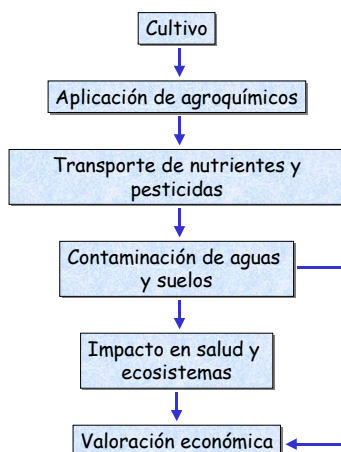 Cultivo
Aplicación de agroquímicos
Transporte de nutrientes y
pesticidas
Contaminación de aguas
y suelos
Impacto en salud y
ecosistemas
Valoración económica